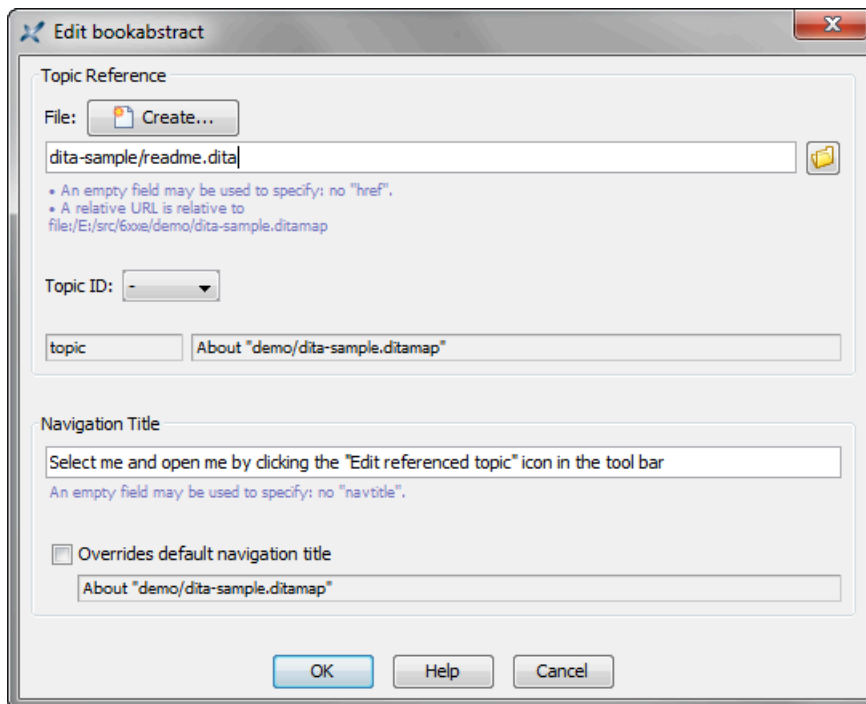 Edit bookabstract
Topic Reference
File: Create...
dita-sample/readme.dita
• An empty field may be used to specify: no "href".
• A relative URL is relative to
file:/E:/src/6xxe/demo/dita-sample.ditamap
Topic ID: -
topic About "demo/dita-sample.ditamap"
Navigation Title
Select me and open me by clicking the "Edit referenced topic" icon in the tool bar
An empty field may be used to specify: no "navtitle".
Overrides default navigation title
About "demo/dita-sample.ditamap"
OK Help Cancel